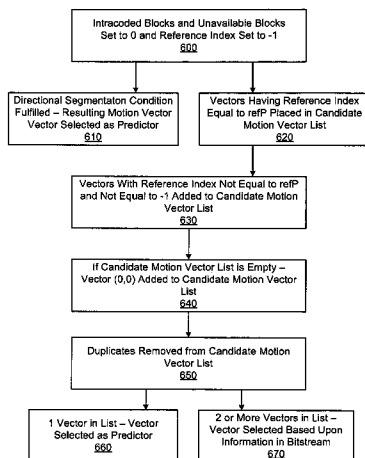 Intracoded Blocks and Unavailable Blocks
Set to 0 and Reference Index Set to -1
600
Directional Segmentaton Condition
Fulfilled – Resulting Motion Vector
Vector Selected as Predictor
610
Vectors Having Reference Index
Equal to refP Placed in Candidate
Motion Vector List
620
Vectors With Reference Index Not Equal to refP
and Not Equal to -1 Added to Candidate Motion
Vector List
630
If Candidate Motion Vector List is Empty –
Vector (0,0) Added to Candidate Motion Vector
List
640
Duplicates Removed from Candidate Motion
Vector List
650
1 Vector in List – Vector
Selected as Predictor
660
2 or More Vectors in List –
Vector Selected Based Upon
Information in Bitstream
670